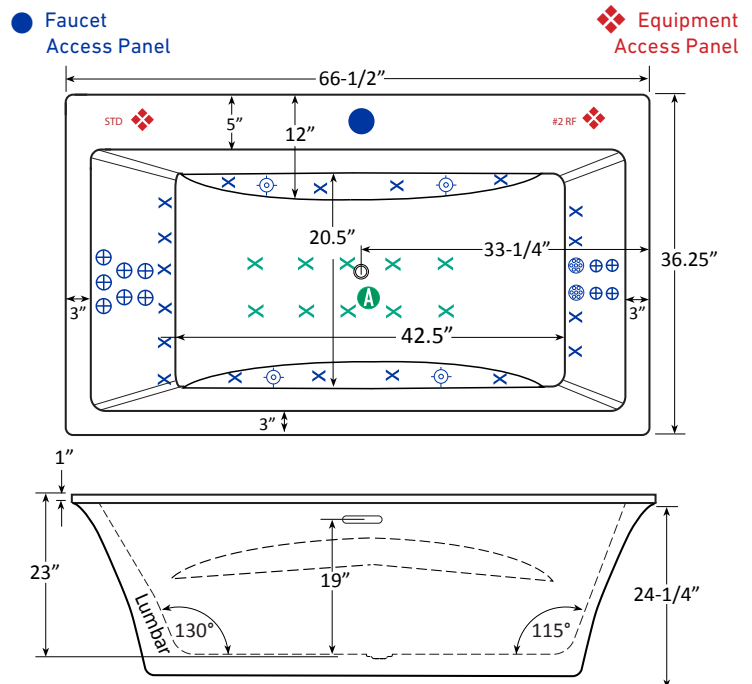 Faucet
Access Panel
Equipment
Access Panel
66-1/2”
STD
5”
12”
#2 RF
20.5”
33-1/4”
36.25”
A
3”
3”
42.5”
3”
1”
23”
19”
24-1/4”
Lumbar
130°
115°